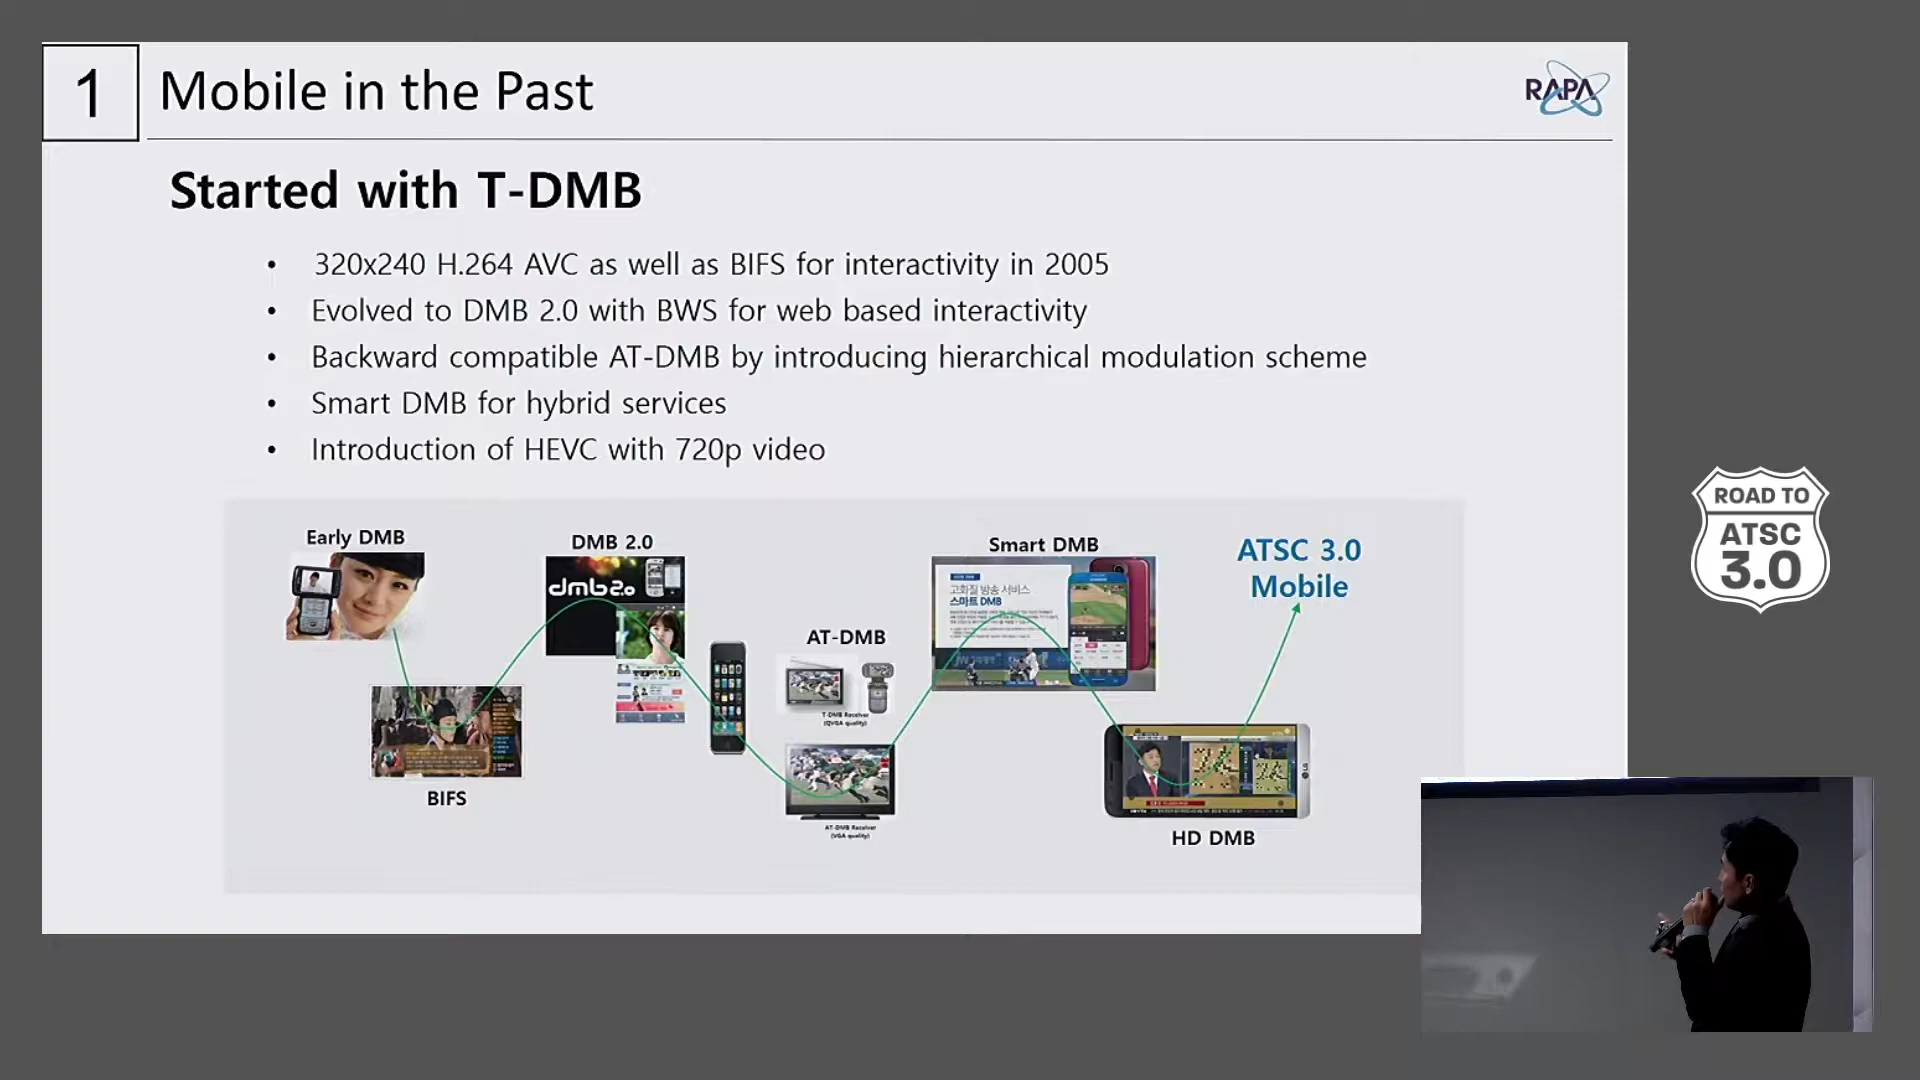 1
Mobile in the Past
RAPA
Started with T-DMB
• 320x240 H.264 AVC as well as BIFS for interactivity in 2005
• Evolved to DMB 2.0 with BWS for web based interactivity
• Backward compatible AT-DMB by introducing hierarchical modulation scheme
• Smart DMB for hybrid services
• Introduction of HEVC with 720p video
Early DMB
BIFS
DMB 2.0
dmb2.0
AT-DMB
T-DMB Receiver
(QVGA quality)
AT-DMB Receiver
(VGA quality)
Smart DMB
고화질 방송 서비스
스마트 DMB
HD DMB
LG
ATSC 3.0
Mobile
ROAD TO
ATSC
3.0